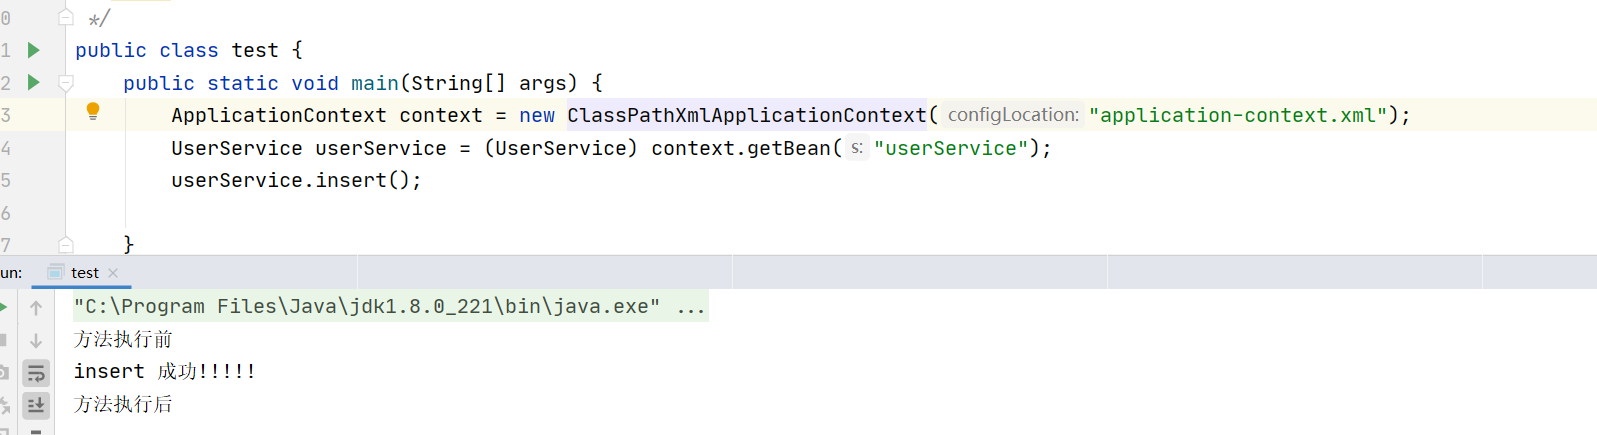 0 */
1 public class test {
2 public static void main(String[] args) {
3 ApplicationContext context = new ClassPathXmlApplicationContext( configLocation: "application-context.xml");
4 UserService userService = (UserService) context.getBean( s: "userService");
5 userService.insert();
6
7 }
un: test ×
"C:\Program Files\Java\jdk1.8.0_221\bin\java.exe" ...
方法执行前
insert 成功!!!!!
方法执行后